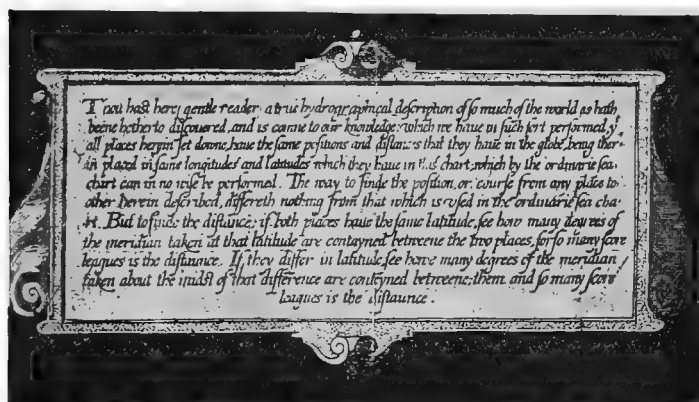 Thou hast here gentle reader a true hydrographical description of so much of the world as hath
beene hetherto discouered, and is comne to our knowledge: which we haue in such sort performed, yᵗ
all places herein set downe, haue the same positions and distances that they haue in the globe, being ther-
in placed in same longitudes and latitudes which they haue in this chart, which by the ordinarie sea-
chart can in no wise be performed. The way to finde the position, or course from any place to
other herein described, differeth nothing from that which is vsed in the ordinarie sea cha-
rt. But to finde the distance; if both places haue the same latitude, see how many degrees of
the meridian taken at that latitude are contayned betweene the two places, for so many score
leagues is the distaunce. If they differ in latitude, see howe many degrees of the meridian
taken about the midst of that difference are conteyned betweene them and so many score
leagues is the distaunce.